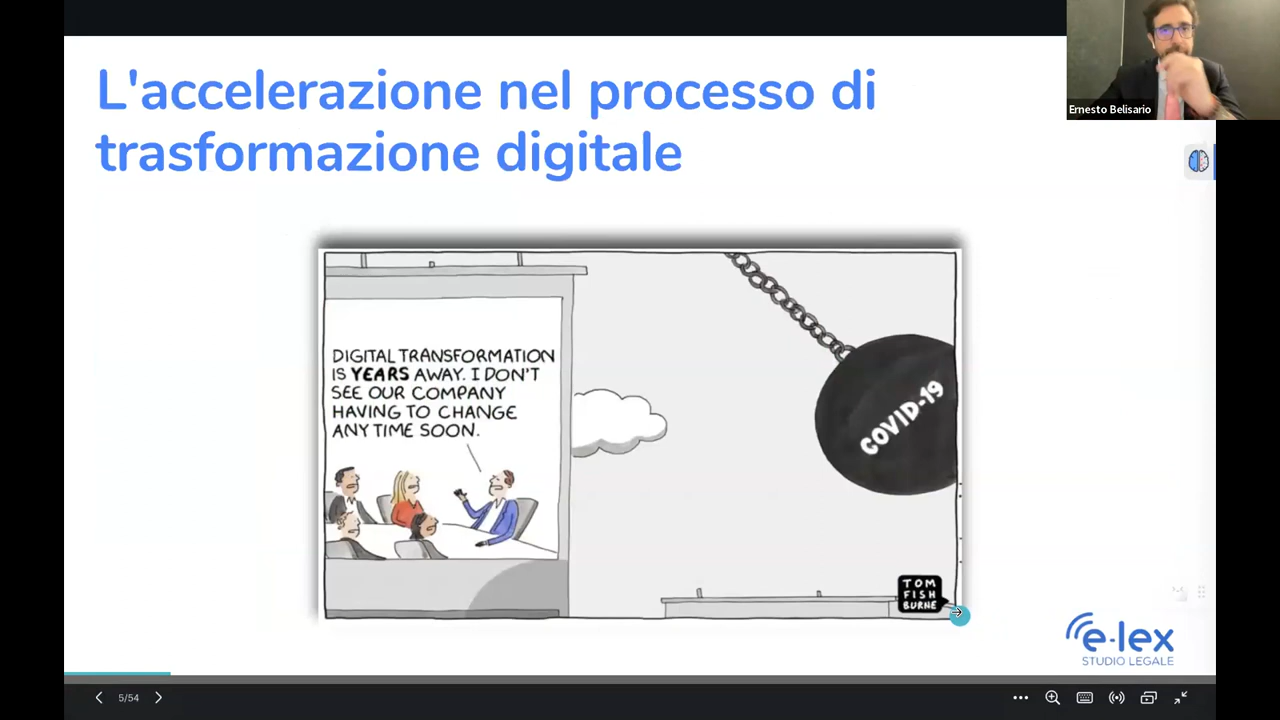 L'accelerazione nel processo di
trasformazione digitale
Ernesto Belisario
DIGITAL TRANSFORMATION
IS YEARS AWAY. I DON'T
SEE OUR COMPANY
HAVING TO CHANGE
ANY TIME SOON.
COVID-19
TOM
FISH
BURNE
e-lex
STUDIO LEGALE
5/54